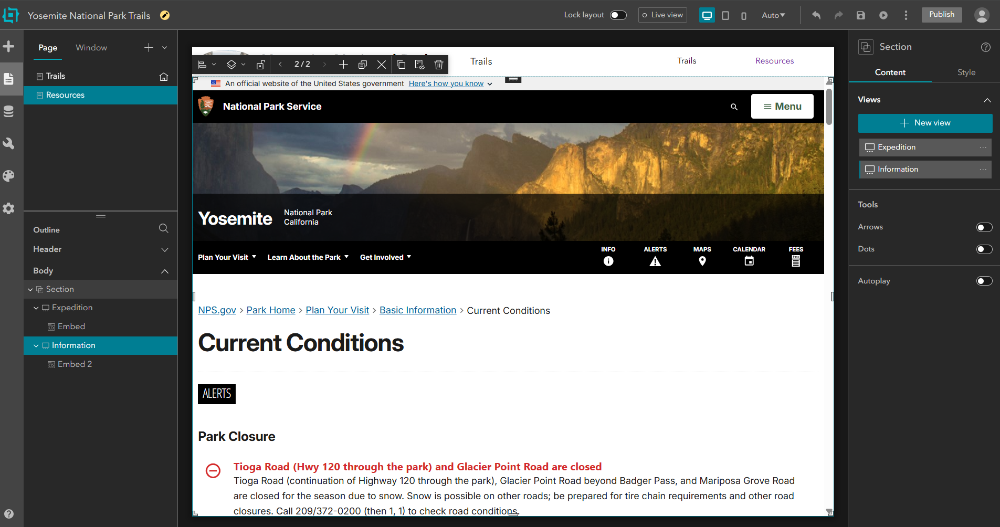 Yosemite National Park Trails
Lock layout
Live view
Auto
Publish
Page
Window
Trails
Resources
Outline
Header
Body
Section
Expedition
Embed
Information
Embed 2
2 / 2
Trails
Trails
Resources
An official website of the United States government Here's how you know
National Park Service
Menu
Yosemite
National Park
California
Plan Your Visit
Learn About the Park
Get Involved
INFO
ALERTS
MAPS
CALENDAR
FEES
NPS.gov > Park Home > Plan Your Visit > Basic Information > Current Conditions
Current Conditions
ALERTS
Park Closure
Tioga Road (Hwy 120 through the park) and Glacier Point Road are closed
Tioga Road (continuation of Highway 120 through the park), Glacier Point Road beyond Badger Pass, and Mariposa Grove Road
are closed for the season due to snow. Snow is possible on other roads; be prepared for tire chain requirements and other road
closures. Call 209/372-0200 (then 1, 1) to check road conditions.
Section
Content
Style
Views
New view
Expedition
Information
Tools
Arrows
Dots
Autoplay